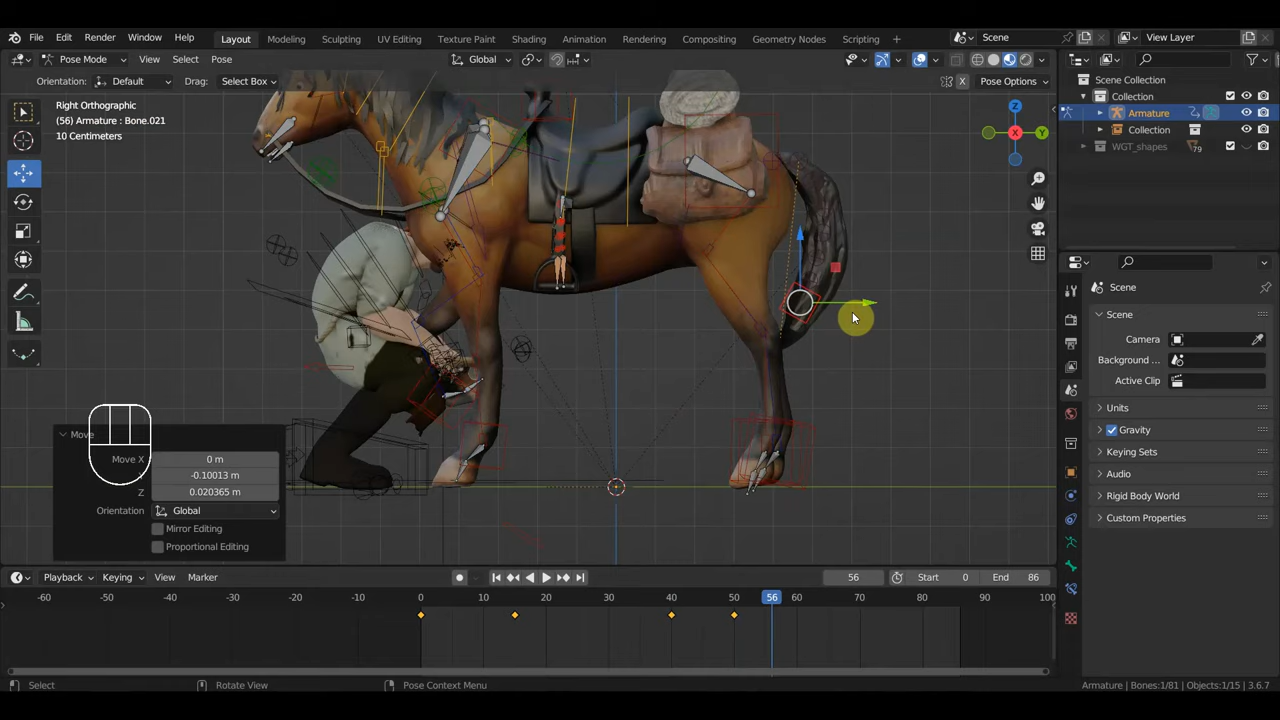 File Edit Render Window Help Layout Modeling Sculpting UV Editing Texture Paint Shading Animation Rendering Compositing Geometry Nodes Scripting + Scene View Layer
Pose Mode View Select Pose Global
Orientation: Default Drag: Select Box X Pose Options
Right Orthographic
(56) Armature : Bone.021
10 Centimeters
Z
X
Y
Scene Collection
Collection
Armature
Collection
WGT_shapes 79
Scene
Scene
Camera
Background ...
Active Clip
Units
Gravity
Keying Sets
Audio
Rigid Body World
Custom Properties
Move
Move X 0 m
-0.10013 m
Z 0.020365 m
Orientation Global
Mirror Editing
Proportional Editing
Playback Keying View Marker 56 Start 0 End 86
-60 -50 -40 -30 -20 -10 0 10 20 30 40 50 56 60 70 80 90 100
Select Rotate View Pose Context Menu Armature | Bones:1/81 | Objects:1/15 | 3.6.7